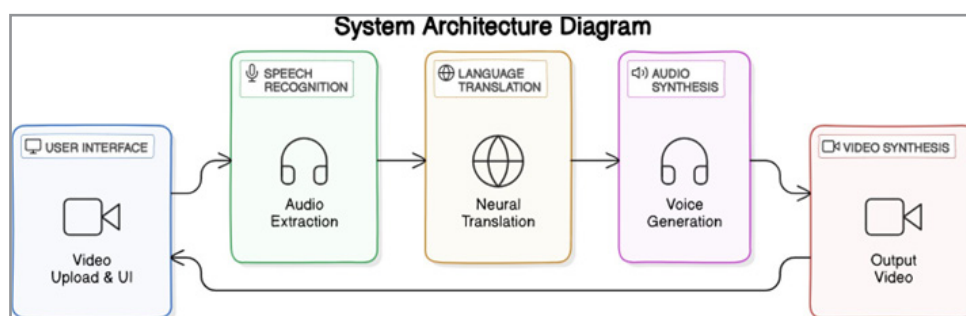 System Architecture Diagram
USER INTERFACE
Video
Upload & UI
SPEECH
RECOGNITION
Audio
Extraction
LANGUAGE
TRANSLATION
Neural
Translation
AUDIO
SYNTHESIS
Voice
Generation
VIDEO SYNTHESIS
Output
Video